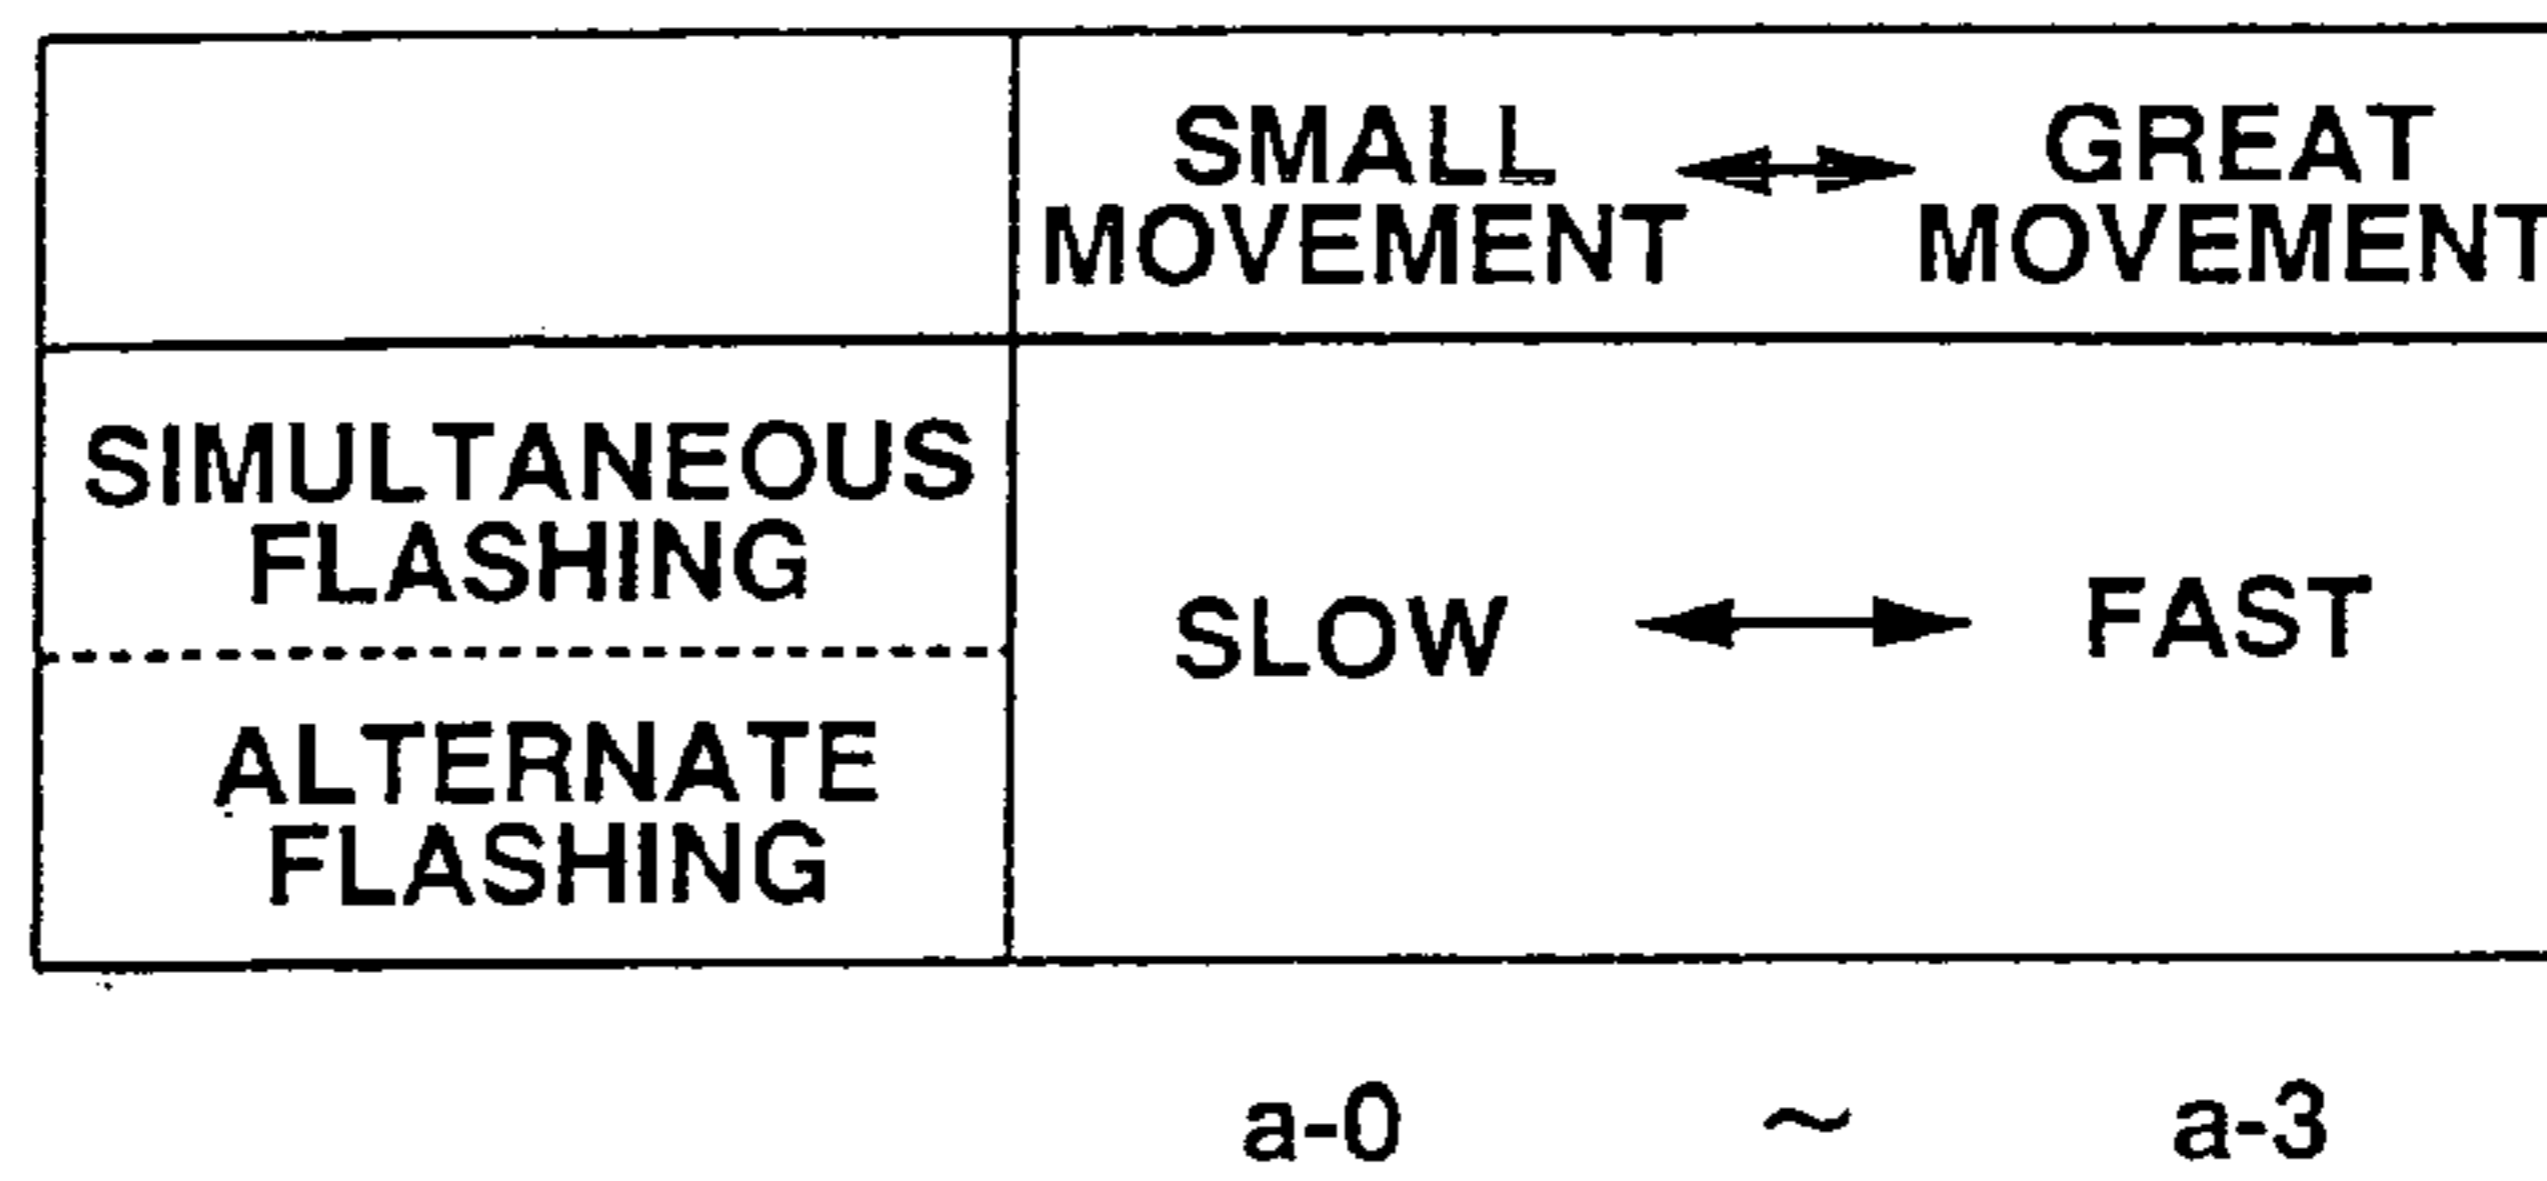 SMALL ↔ GREAT
MOVEMENT MOVEMENT
SIMULTANEOUS
FLASHING
SLOW ↔ FAST
ALTERNATE
FLASHING
a-0 ~ a-3